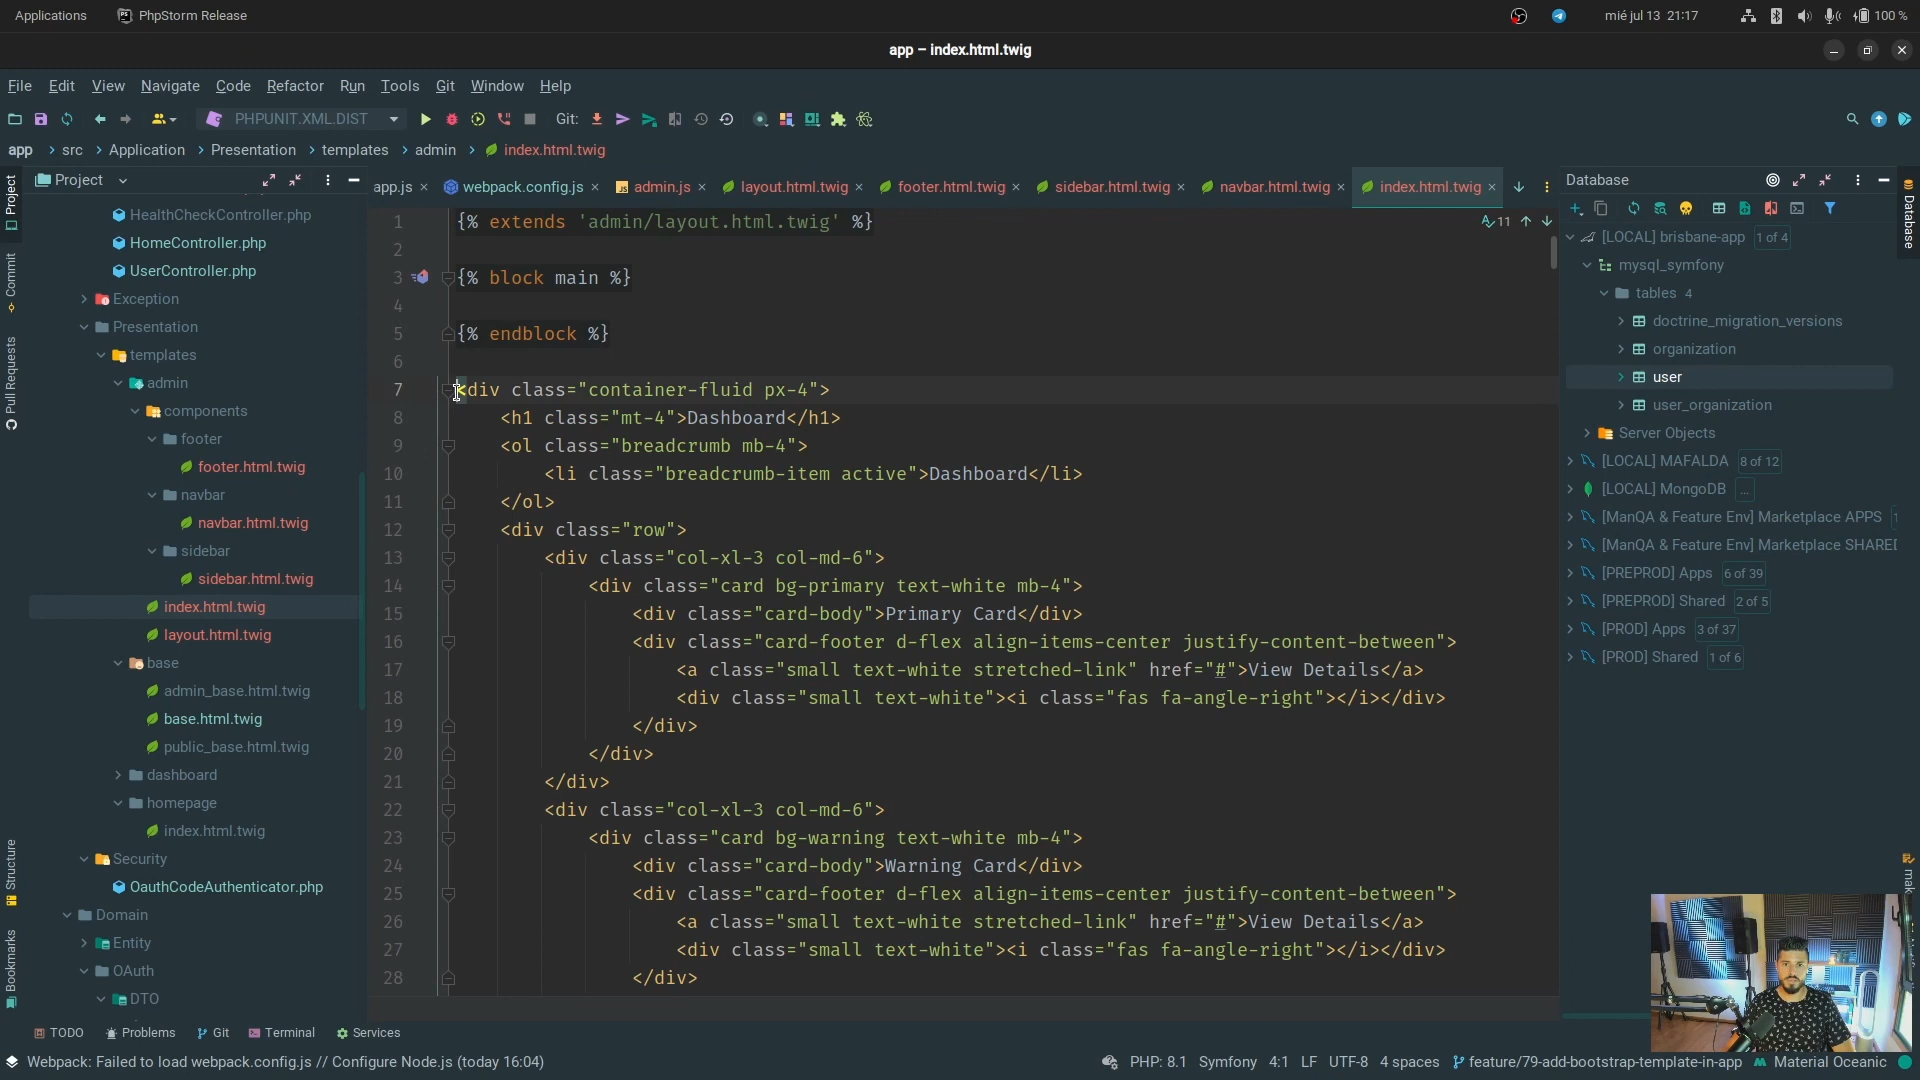 Applications PhpStorm Release mié jul 13 21:17 100 %
app – index.html.twig
File Edit View Navigate Code Refactor Run Tools Git Window Help
PHPUNIT.XML.DIST Git:
app src Application Presentation templates admin index.html.twig
Project
app.js webpack.config.js admin.js layout.html.twig footer.html.twig sidebar.html.twig navbar.html.twig index.html.twig
Database
Project
Commit
Pull Requests
Structure
Bookmarks
HealthCheckController.php
HomeController.php
UserController.php
Exception
Presentation
templates
admin
components
footer
footer.html.twig
navbar
navbar.html.twig
sidebar
sidebar.html.twig
index.html.twig
layout.html.twig
base
admin_base.html.twig
base.html.twig
public_base.html.twig
dashboard
homepage
index.html.twig
Security
OauthCodeAuthenticator.php
Domain
Entity
OAuth
DTO
1 {% extends 'admin/layout.html.twig' %}
2
3 {% block main %}
4
5 {% endblock %}
6
7 <div class="container-fluid px-4">
8 <h1 class="mt-4">Dashboard</h1>
9 <ol class="breadcrumb mb-4">
10 <li class="breadcrumb-item active">Dashboard</li>
11 </ol>
12 <div class="row">
13 <div class="col-xl-3 col-md-6">
14 <div class="card bg-primary text-white mb-4">
15 <div class="card-body">Primary Card</div>
16 <div class="card-footer d-flex align-items-center justify-content-between">
17 <a class="small text-white stretched-link" href="#">View Details</a>
18 <div class="small text-white"><i class="fas fa-angle-right"></i></div>
19 </div>
20 </div>
21 </div>
22 <div class="col-xl-3 col-md-6">
23 <div class="card bg-warning text-white mb-4">
24 <div class="card-body">Warning Card</div>
25 <div class="card-footer d-flex align-items-center justify-content-between">
26 <a class="small text-white stretched-link" href="#">View Details</a>
27 <div class="small text-white"><i class="fas fa-angle-right"></i></div>
28 </div>
11
[LOCAL] brisbane-app 1 of 4
mysql_symfony
tables 4
doctrine_migration_versions
organization
user
user_organization
Server Objects
[LOCAL] MAFALDA 8 of 12
[LOCAL] MongoDB ...
[ManQA & Feature Env] Marketplace APPS
[ManQA & Feature Env] Marketplace SHARED
[PREPROD] Apps 6 of 39
[PREPROD] Shared 2 of 5
[PROD] Apps 3 of 37
[PROD] Shared 1 of 6
Database
mak
TODO Problems Git Terminal Services
Webpack: Failed to load webpack.config.js // Configure Node.js (today 16:04)
PHP: 8.1 Symfony 4:1 LF UTF-8 4 spaces feature/79-add-bootstrap-template-in-app Material Oceanic